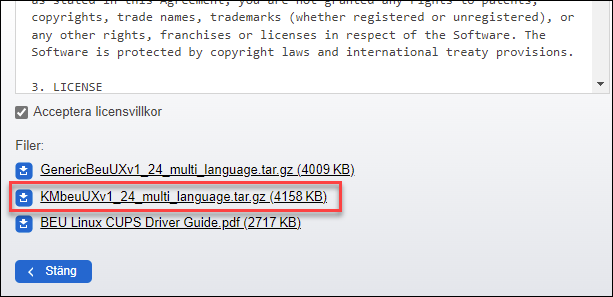 as stated in this Agreement, you are not granted any rights to patents,
copyrights, trade names, trademarks (whether registered or unregistered), or
any other rights, franchises or licenses in respect of the Software. The
Software is protected by copyright laws and international treaty provisions.
3. LICENSE
Acceptera licensvillkor
Filer:
GenericBeuUXv1_24_multi_language.tar.gz (4009 KB)
KMbeuUXv1_24_multi_language.tar.gz (4158 KB)
BEU Linux CUPS Driver Guide.pdf (2717 KB)
Stäng